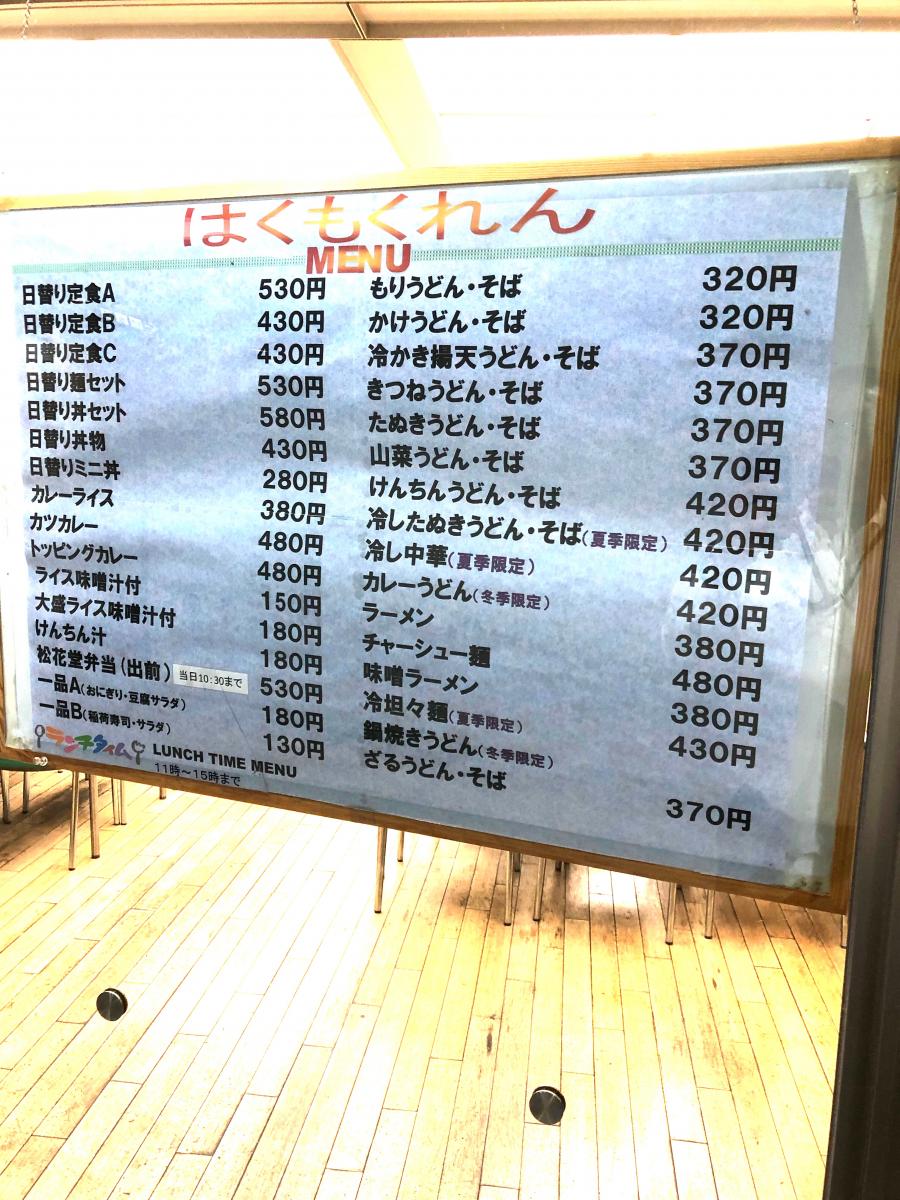 はくもくれん
MENU
日替り定食A 530円
日替り定食B 430円
日替り定食C 430円
日替り麺セット 530円
日替り丼セット 580円
日替り丼物 430円
日替りミニ丼 280円
カレーライス 380円
カツカレー 480円
トッピングカレー 480円
ライス味噌汁付 150円
大盛ライス味噌汁付 180円
けんちん汁 180円
松花堂弁当(出前) 当日10:30まで 530円
一品A(おにぎり・豆腐サラダ) 180円
一品B(稲荷寿司・サラダ) 130円
ランチタイム LUNCH TIME MENU
11時~15時まで
もりうどん・そば 320円
かけうどん・そば 320円
冷かき揚天うどん・そば 370円
きつねうどん・そば 370円
たぬきうどん・そば 370円
山菜うどん・そば 370円
けんちんうどん・そば 420円
冷したぬきうどん・そば(夏季限定) 420円
冷し中華(夏季限定) 420円
カレーうどん(冬季限定) 420円
ラーメン 380円
チャーシュー麺 480円
味噌ラーメン 380円
冷坦々麺(夏季限定) 430円
鍋焼きうどん(冬季限定)
ざるうどん・そば 370円